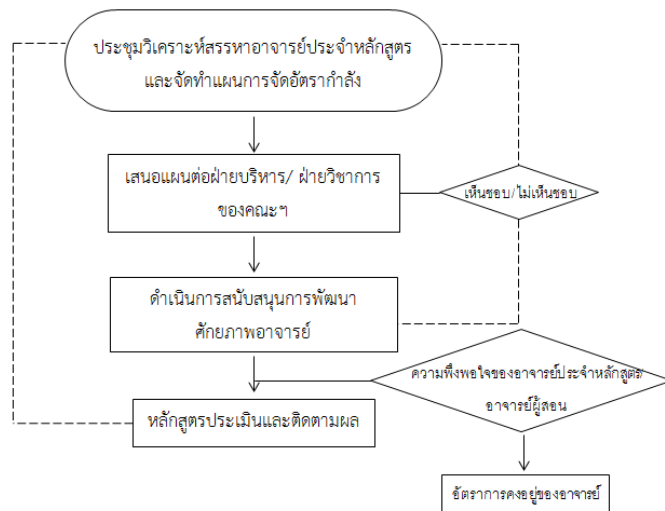 ประชุมวิเคราะห์สรรหาอาจารย์ประจำหลักสูตร
และจัดทำแผนการจัดอัตรากำลัง
เสนอแผนต่อฝ่ายบริหาร/ ฝ่ายวิชาการ
ของคณะฯ
เห็นชอบ/ไม่เห็นชอบ
ดำเนินการสนับสนุนการพัฒนา
ศักยภาพอาจารย์
ความพึงพอใจของอาจารย์ประจำหลักสูตร/
อาจารย์ผู้สอน
หลักสูตรประเมินและติดตามผล
อัตราการคงอยู่ของอาจารย์